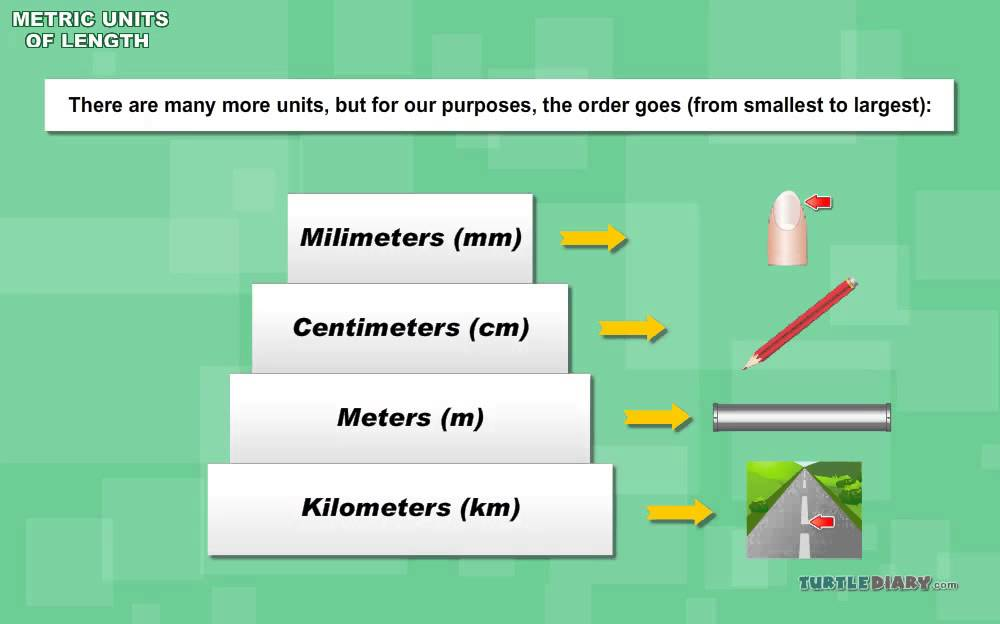 METRIC UNITS
OF LENGTH
There are many more units, but for our purposes, the order goes (from smallest to largest):
Milimeters (mm)
Centimeters (cm)
Meters (m)
Kilometers (km)
TURTLEDIARY.com